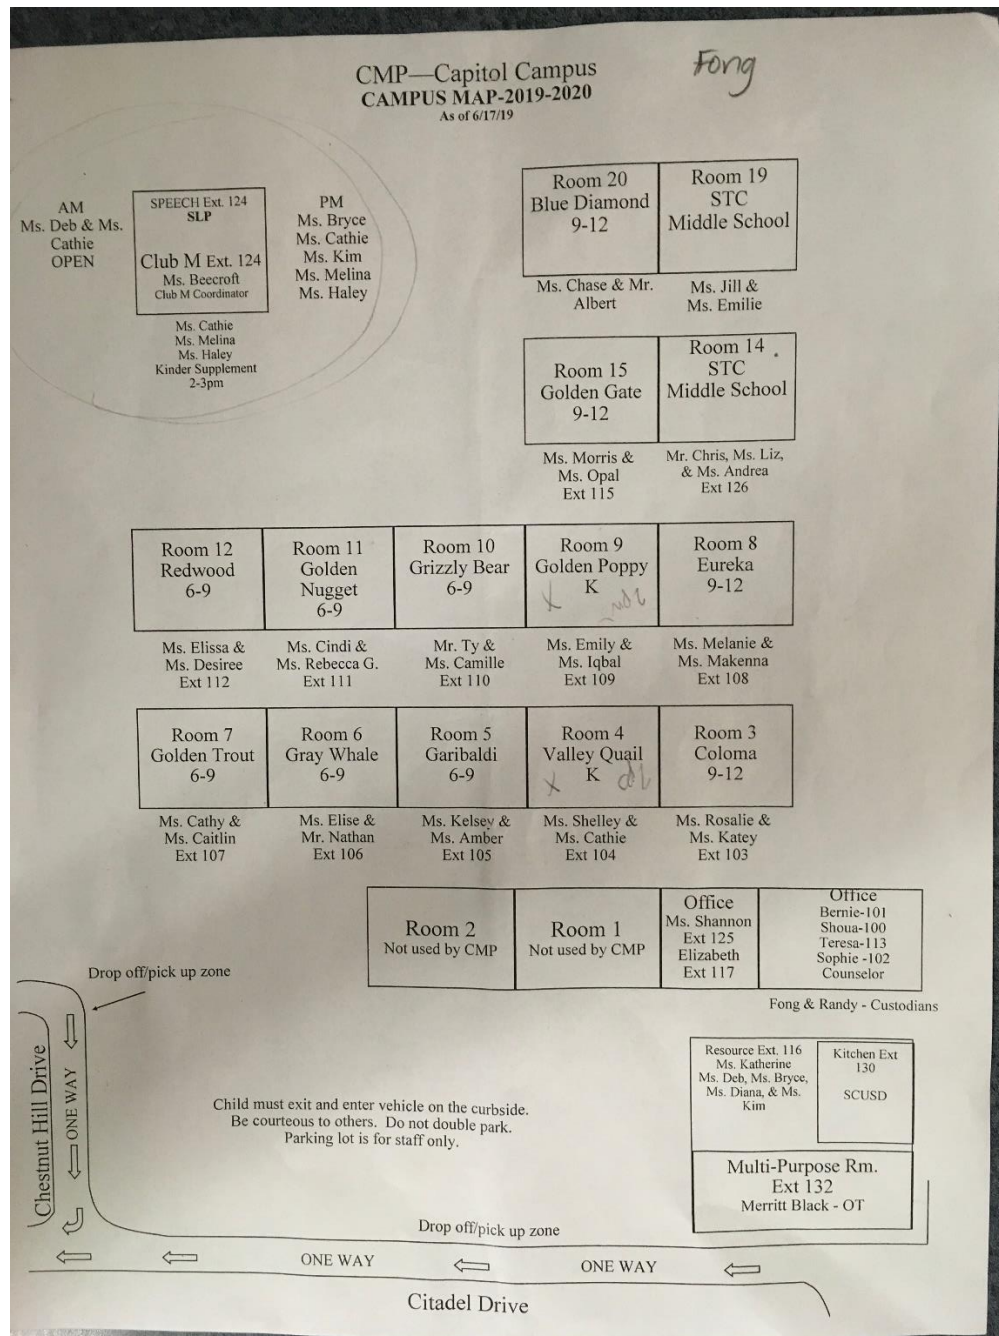 Fong
CMP—Capitol Campus
CAMPUS MAP-2019-2020
As of 6/17/19
AM
Ms. Deb & Ms.
Cathie
OPEN
SPEECH Ext. 124
SLP
Club M Ext. 124
Ms. Beecroft
Club M Coordinator
PM
Ms. Bryce
Ms. Cathie
Ms. Kim
Ms. Melina
Ms. Haley
Ms. Cathie
Ms. Melina
Ms. Haley
Kinder Supplement
2-3pm
Room 20
Blue Diamond
9-12
Ms. Chase & Mr.
Albert
Room 19
STC
Middle School
Ms. Jill &
Ms. Emilie
Room 15
Golden Gate
9-12
Ms. Morris &
Ms. Opal
Ext 115
Room 14
STC
Middle School
Mr. Chris, Ms. Liz,
& Ms. Andrea
Ext 126
Room 12
Redwood
6-9
Ms. Elissa &
Ms. Desiree
Ext 112
Room 11
Golden
Nugget
6-9
Ms. Cindi &
Ms. Rebecca G.
Ext 111
Room 10
Grizzly Bear
6-9
Mr. Ty &
Ms. Camille
Ext 110
Room 9
Golden Poppy
K
X
Ms. Emily &
Ms. Iqbal
Ext 109
Room 8
Eureka
9-12
Ms. Melanie &
Ms. Makenna
Ext 108
Room 7
Golden Trout
6-9
Ms. Cathy &
Ms. Caitlin
Ext 107
Room 6
Gray Whale
6-9
Ms. Elise &
Mr. Nathan
Ext 106
Room 5
Garibaldi
6-9
Ms. Kelsey &
Ms. Amber
Ext 105
Room 4
Valley Quail
K
X
Ms. Shelley &
Ms. Cathie
Ext 104
Room 3
Coloma
9-12
Ms. Rosalie &
Ms. Katey
Ext 103
Room 2
Not used by CMP
Room 1
Not used by CMP
Office
Ms. Shannon
Ext 125
Elizabeth
Ext 117
Office
Bernie-101
Shoua-100
Teresa-113
Sophie -102
Counselor
Fong & Randy - Custodians
Drop off/pick up zone
Chestnut Hill Drive
ONE WAY
Child must exit and enter vehicle on the curbside.
Be courteous to others. Do not double park.
Parking lot is for staff only.
Resource Ext. 116
Ms. Katherine
Ms. Deb, Ms. Bryce,
Ms. Diana, & Ms.
Kim
Kitchen Ext
130
SCUSD
Multi-Purpose Rm.
Ext 132
Merritt Black - OT
Drop off/pick up zone
ONE WAY
ONE WAY
Citadel Drive